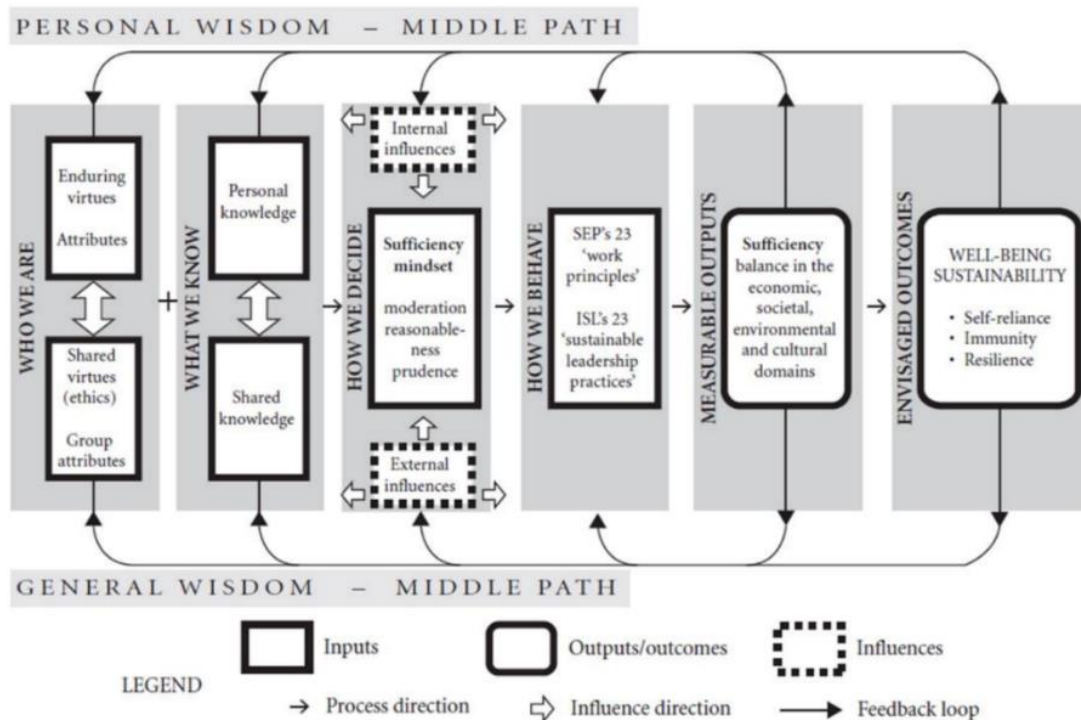 PERSONAL WISDOM – MIDDLE PATH
WHO WE ARE
Enduring
virtues
Attributes
Shared
virtues
(ethics)
Group
attributes
+
WHAT WE KNOW
Personal
knowledge
Shared
knowledge
HOW WE DECIDE
Internal
influences
Sufficiency
mindset
moderation
reasonable-
ness
prudence
External
influences
HOW WE BEHAVE
SEP's 23
'work
principles'
ISL's 23
'sustainable
leadership
practices'
MEASURABLE OUTPUTS
Sufficiency
balance in the
economic,
societal,
environmental
and cultural
domains
ENVISAGED OUTCOMES
WELL-BEING
SUSTAINABILITY
• Self-reliance
• Immunity
• Resilience
GENERAL WISDOM – MIDDLE PATH
LEGEND
Inputs
Outputs/outcomes
Influences
Process direction
Influence direction
Feedback loop